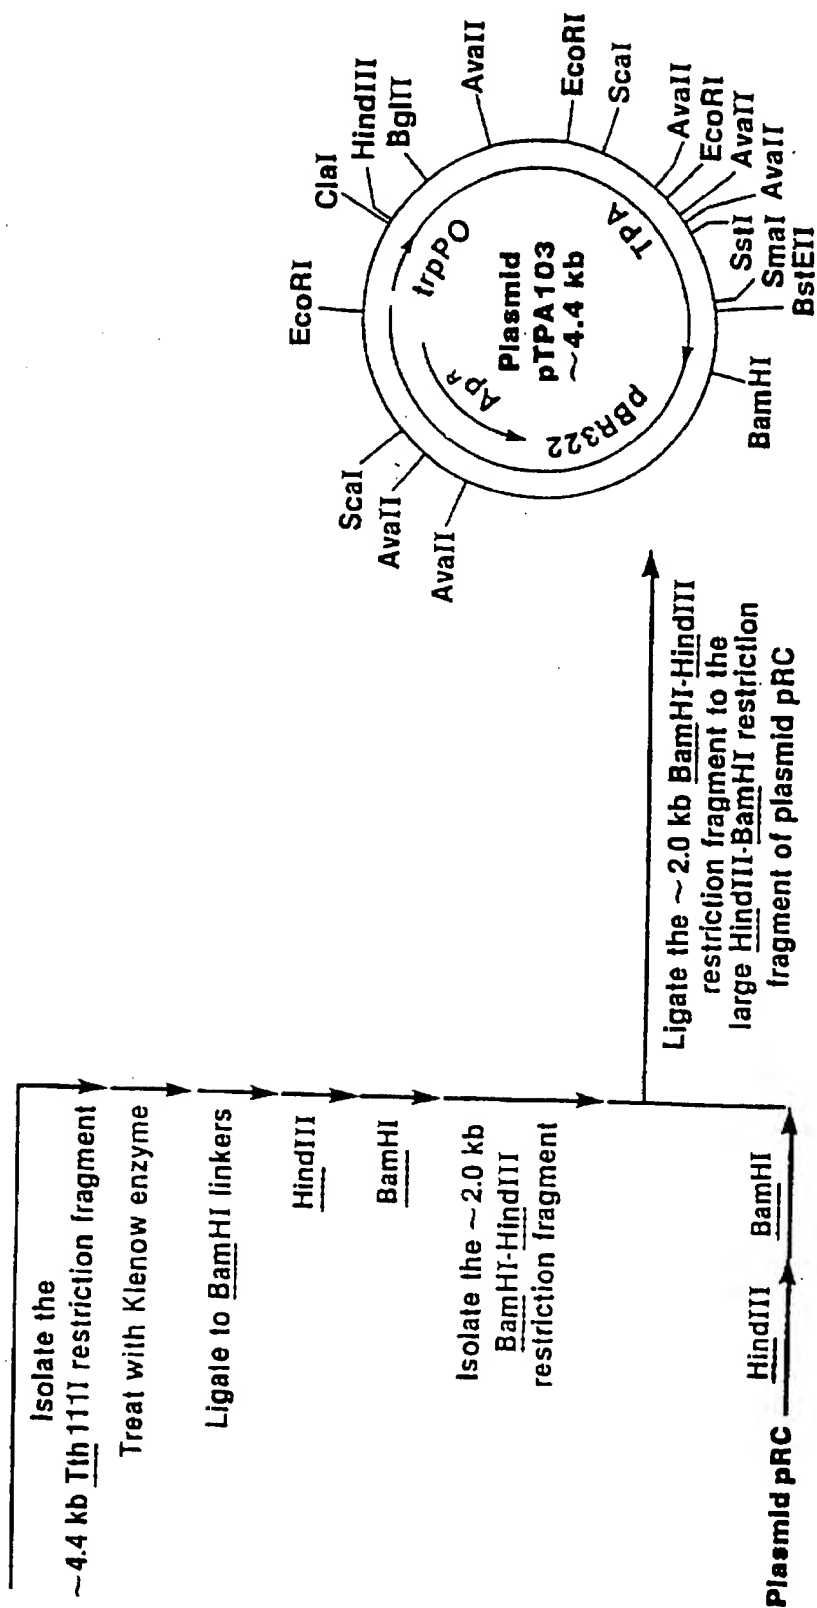 Isolate the
~4.4 kb Tth111I restriction fragment
Treat with Klenow enzyme
Ligate to BamHI linkers
HindIII
BamHI
Isolate the ~2.0 kb
BamHI-HindIII
restriction fragment
Plasmid pRC
HindIII
BamHI
Ligate the ~2.0 kb BamHI-HindIII
restriction fragment to the
large HindIII-BamHI restriction
fragment of plasmid pRC
EcoRI
ClaI
HindIII
BglII
AvaII
EcoRI
ScaI
AvaII
EcoRI
AvaII
AvaII
SstI
SmaI
BstEII
BamHI
AvaII
AvaII
ScaI
trpPO
TPA
pBR322
ApR
Plasmid
pTPA103
~4.4 kb